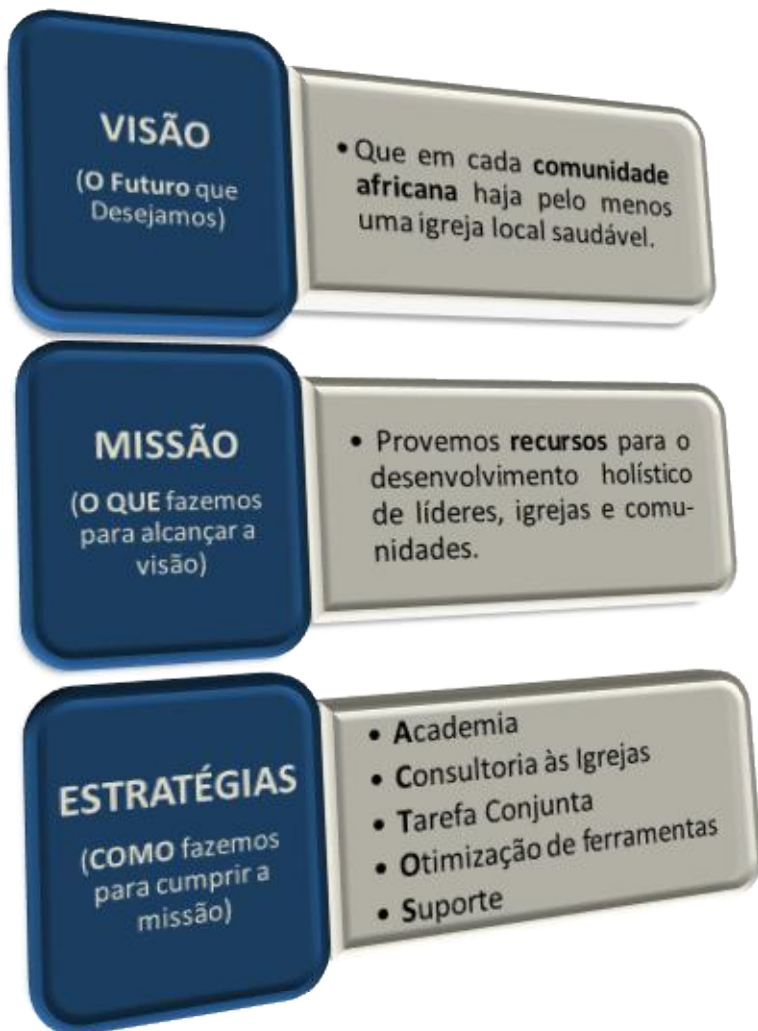 VISÃO
(O Futuro que
Desejamos)
• Que em cada comunidade
africana haja pelo menos
uma igreja local saudável.
MISSÃO
(O QUE fazemos
para alcançar a
visão)
• Provemos recursos para o
desenvolvimento holístico
de líderes, igrejas e comu-
nidades.
ESTRATÉGIAS
(COMO fazemos
para cumprir a
missão)
• Academia
• Consultoria às Igrejas
• Tarefa Conjunta
• Otimização de ferramentas
• Suporte